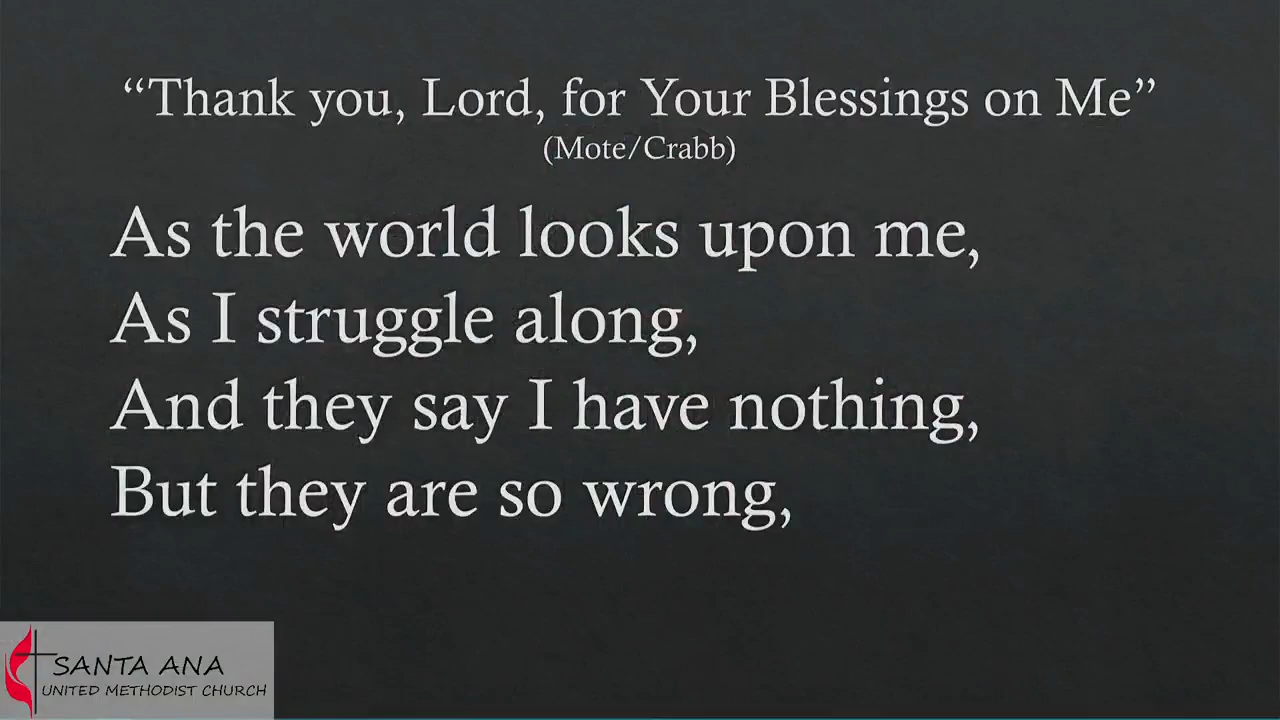 “Thank you, Lord, for Your Blessings on Me”
(Mote/Crabb)
As the world looks upon me,
As I struggle along,
And they say I have nothing,
But they are so wrong,
SANTA ANA
UNITED METHODIST CHURCH